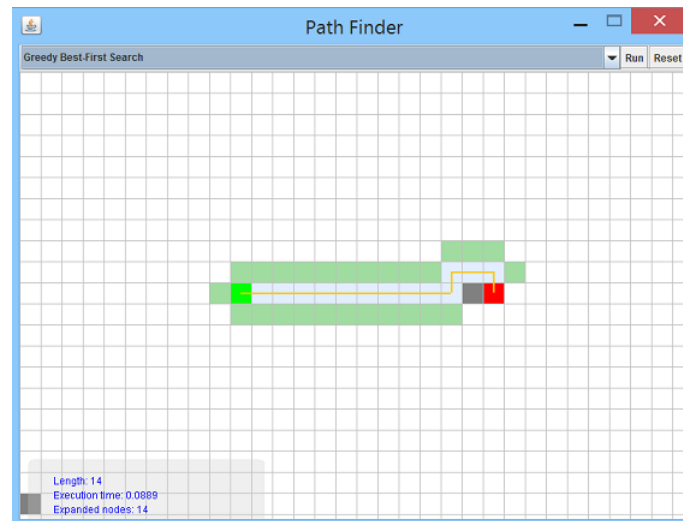 Path Finder
Greedy Best-First Search
Run Reset
Length: 14
Execution time: 0.0889
Expanded nodes: 14